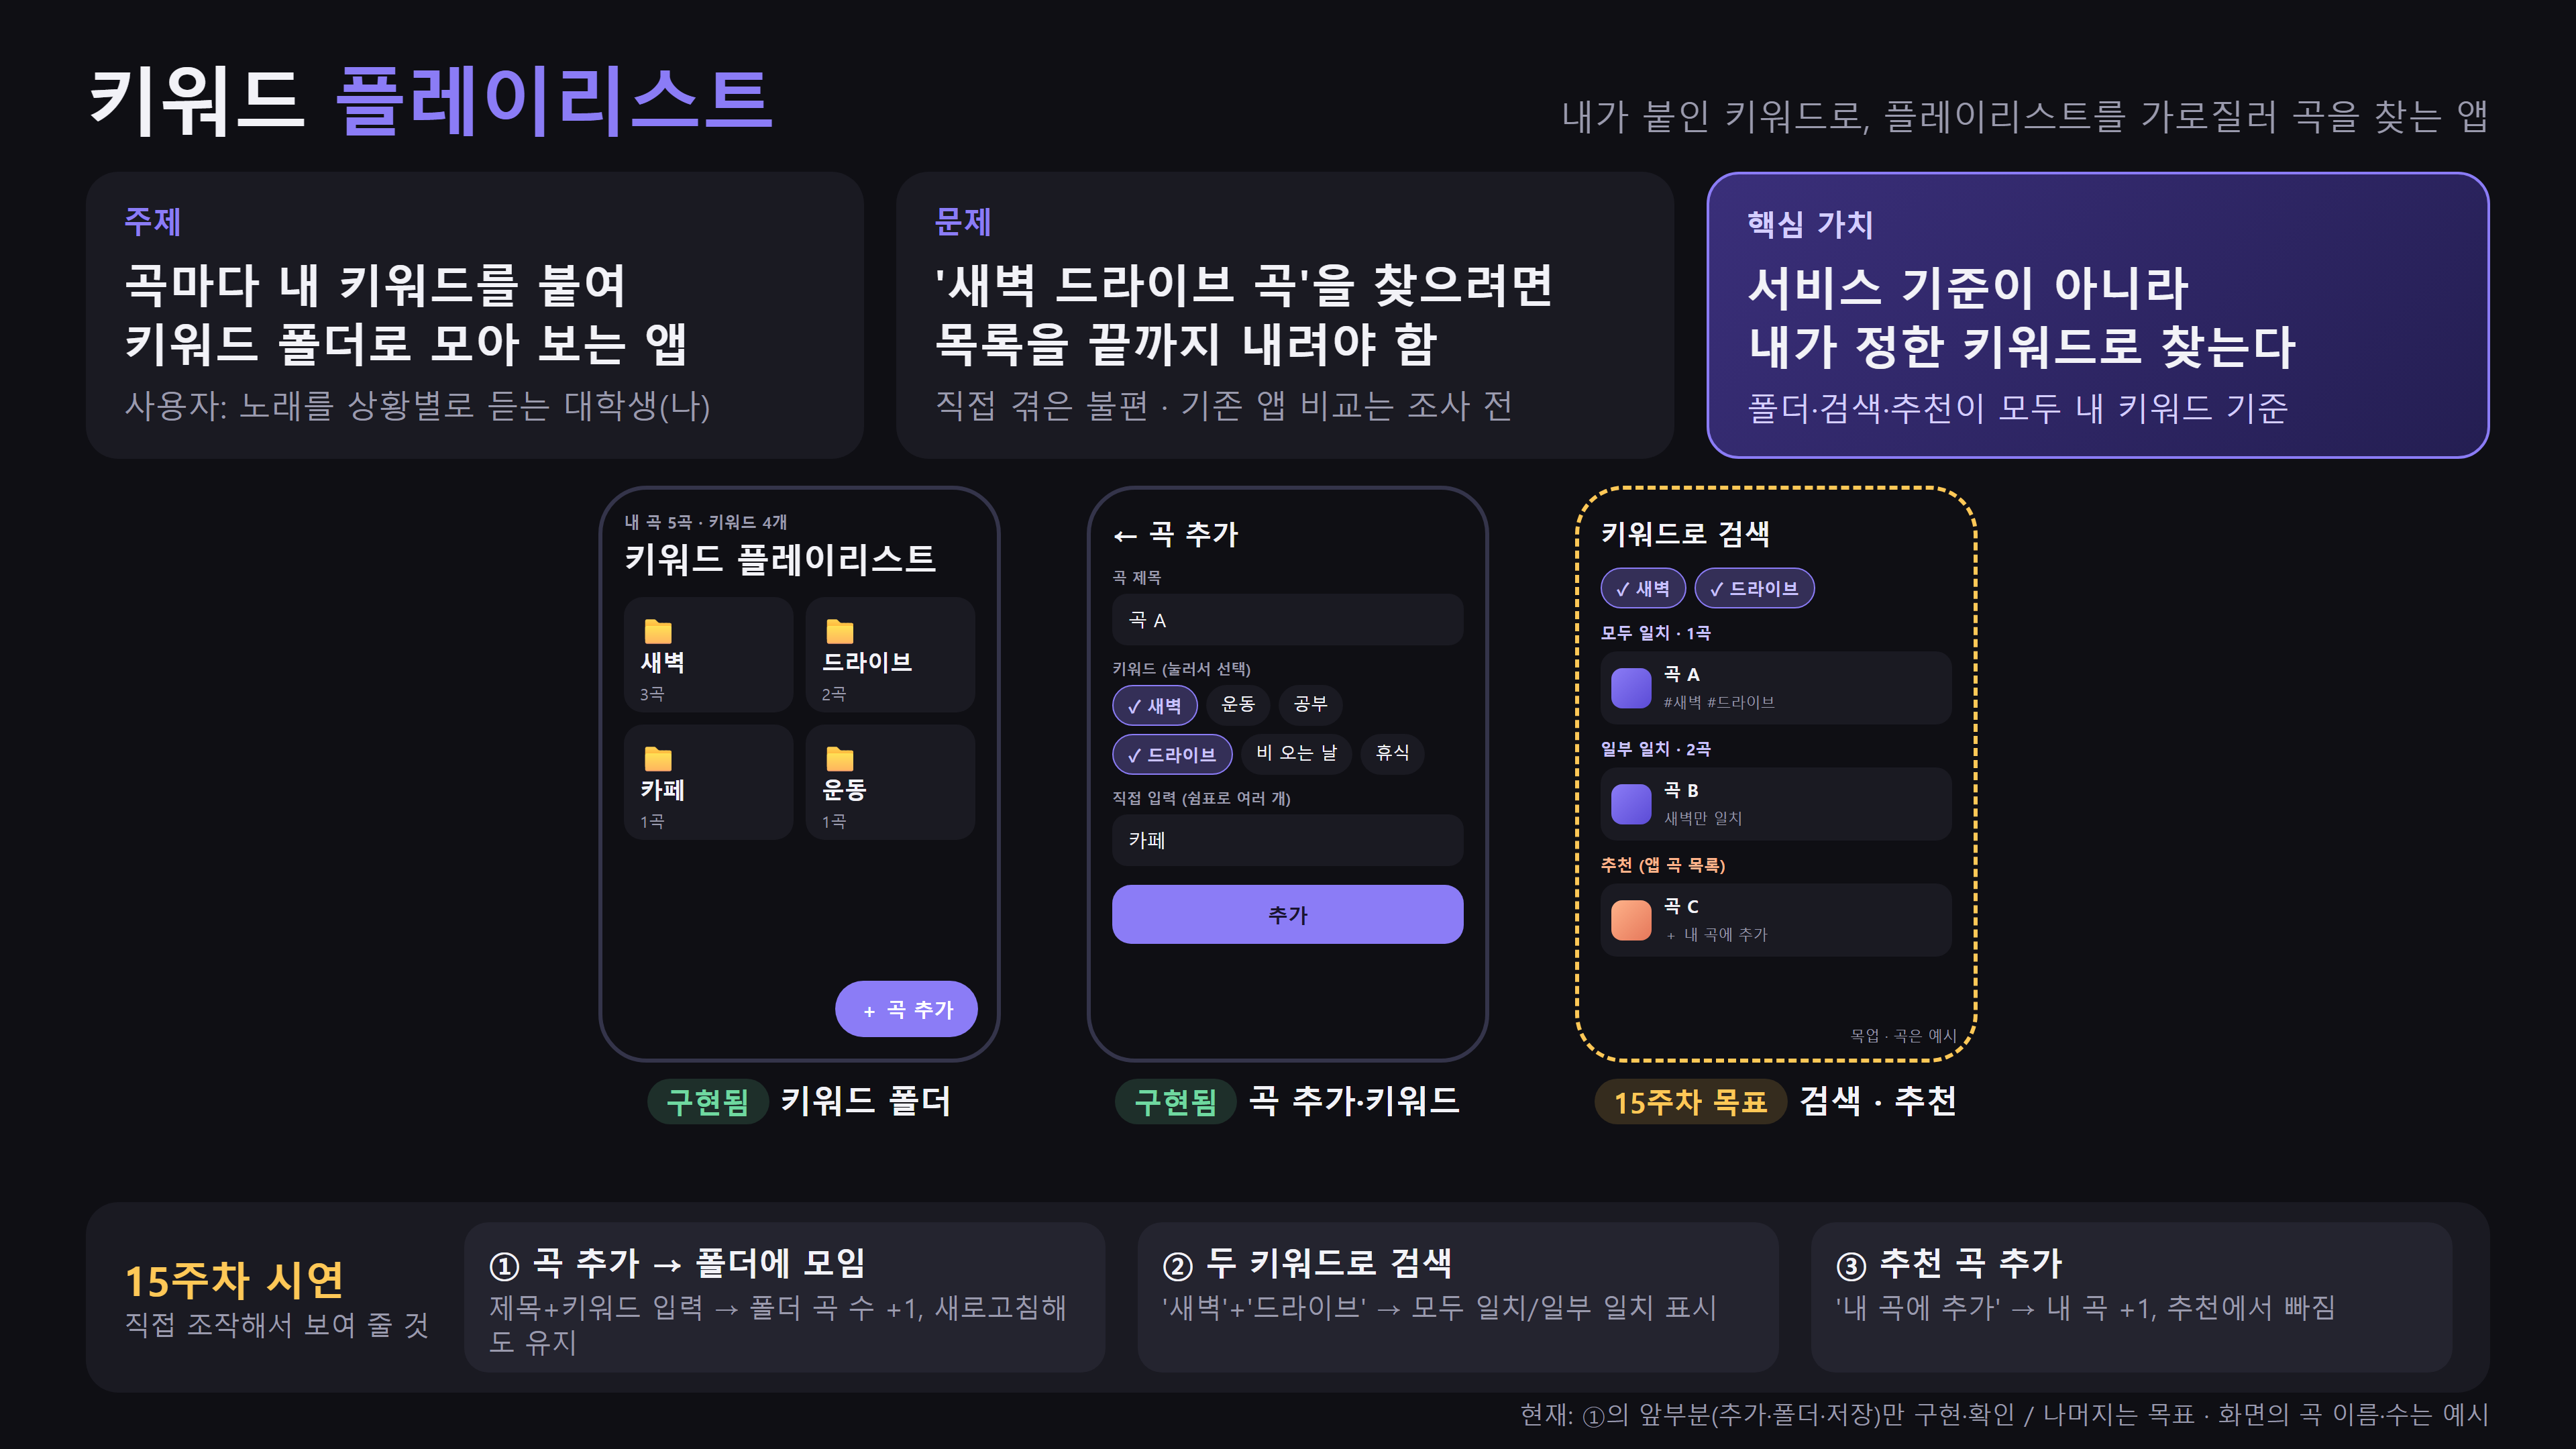 키워드 플레이리스트
내가 붙인 키워드로, 플레이리스트를 가로질러 곡을 찾는 앱
주제
곡마다 내 키워드를 붙여
키워드 폴더로 모아 보는 앱
사용자: 노래를 상황별로 듣는 대학생(나)
문제
'새벽 드라이브 곡'을 찾으려면
목록을 끝까지 내려야 함
직접 겪은 불편 · 기존 앱 비교는 조사 전
핵심 가치
서비스 기준이 아니라
내가 정한 키워드로 찾는다
폴더·검색·추천이 모두 내 키워드 기준
내 곡 5곡 · 키워드 4개
키워드 플레이리스트
새벽
3곡
드라이브
2곡
카페
1곡
운동
1곡
+ 곡 추가
구현됨 키워드 폴더
← 곡 추가
곡 제목
곡 A
키워드 (눌러서 선택)
✓ 새벽 운동 공부
✓ 드라이브 비 오는 날 휴식
직접 입력 (쉼표로 여러 개)
카페
추가
구현됨 곡 추가·키워드
키워드로 검색
✓ 새벽 ✓ 드라이브
모두 일치 · 1곡
곡 A
#새벽 #드라이브
일부 일치 · 2곡
곡 B
새벽만 일치
추천 (앱 곡 목록)
곡 C
+ 내 곡에 추가
목업 · 곡은 예시
15주차 목표 검색 · 추천
15주차 시연
직접 조작해서 보여 줄 것
① 곡 추가 → 폴더에 모임
제목+키워드 입력 → 폴더 곡 수 +1, 새로고침해
도 유지
② 두 키워드로 검색
'새벽'+'드라이브' → 모두 일치/일부 일치 표시
③ 추천 곡 추가
'내 곡에 추가' → 내 곡 +1, 추천에서 빠짐
현재: ①의 앞부분(추가·폴더·저장)만 구현·확인 / 나머지는 목표 · 화면의 곡 이름·수는 예시